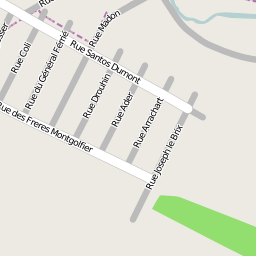 Rue Coli
Rue du Général Ferrié
Rue Madon
Rue Santos Dumont
Rue Drouhin
Rue Ader
Rue Arrachart
Rue Joseph le Brix
Rue des Freres Montgolfier